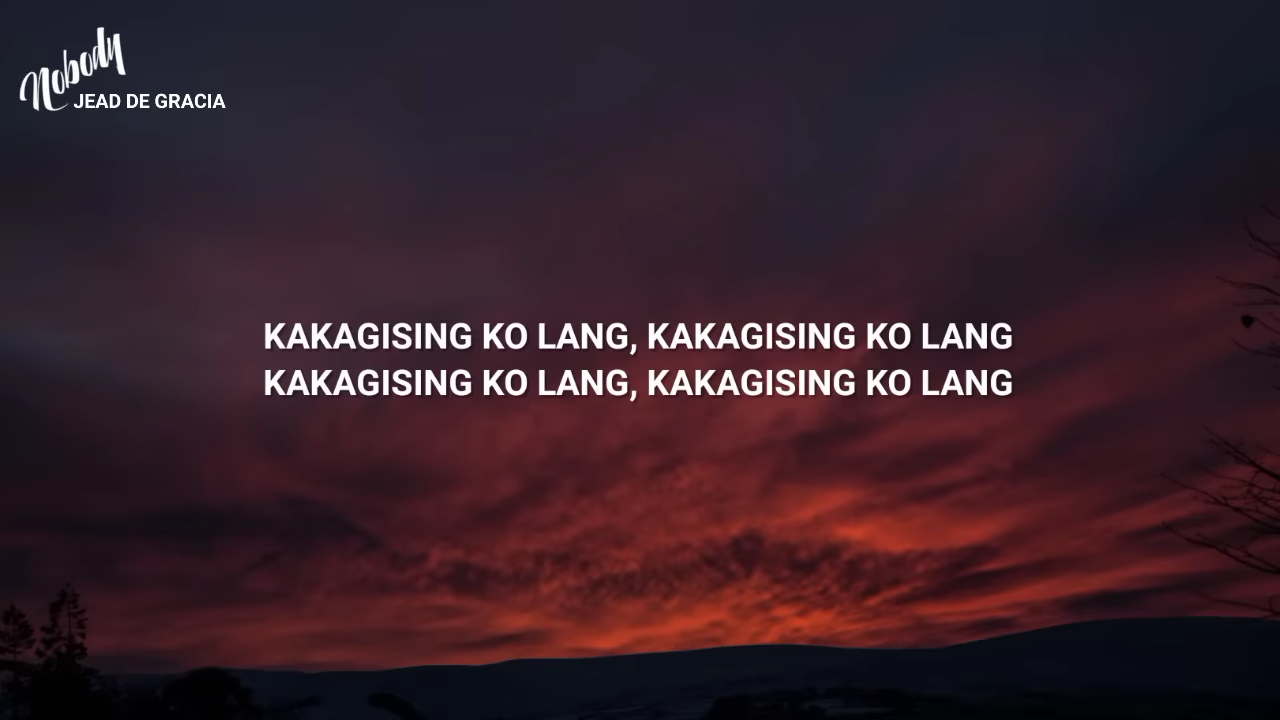 Nobody
JEAD DE GRACIA
KAKAGISING KO LANG, KAKAGISING KO LANG
KAKAGISING KO LANG, KAKAGISING KO LANG